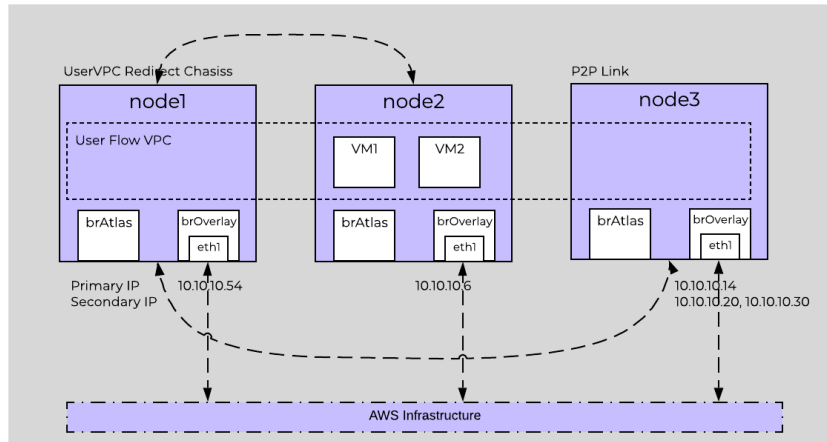 UserVPC Redirect Chasiss
P2P Link
node1
node2
node3
User Flow VPC
VM1
VM2
brAtlas
brOverlay
eth1
brAtlas
brOverlay
eth1
brAtlas
brOverlay
eth1
Primary IP
10.10.10.54
10.10.10.6
10.10.10.14
Secondary IP
10.10.10.20, 10.10.10.30
AWS Infrastructure